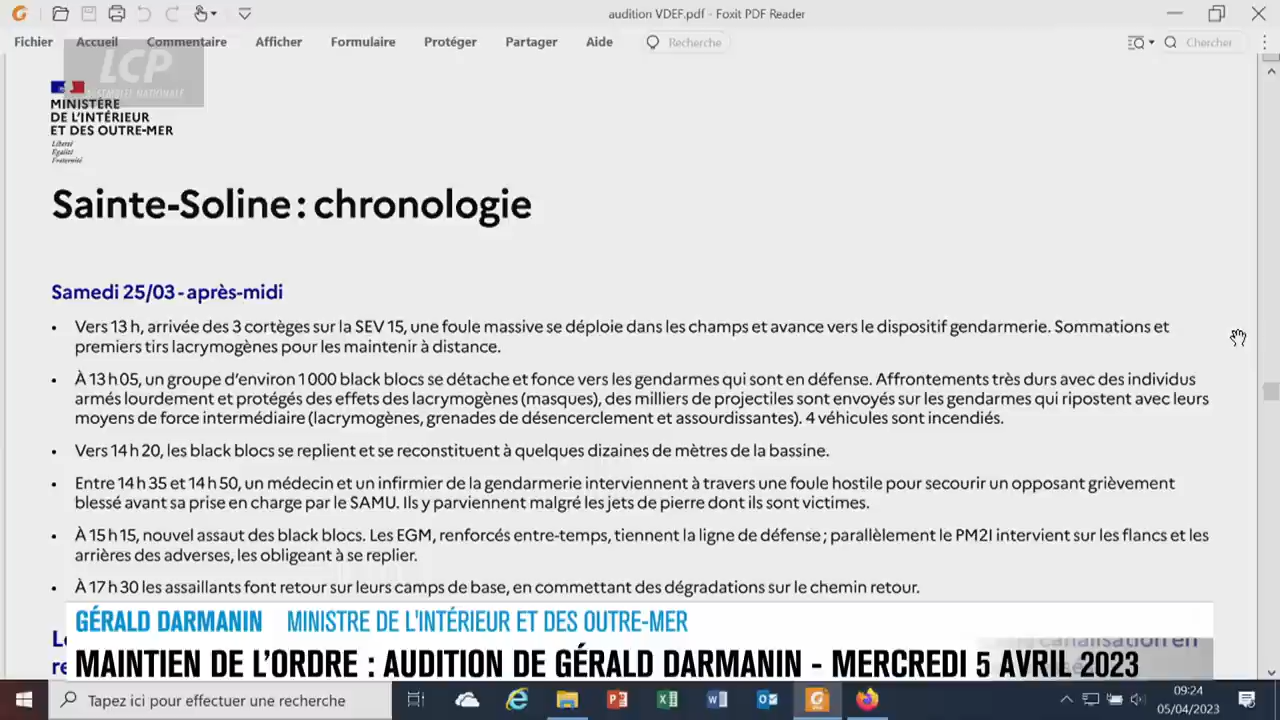 audition VDEF.pdf - Foxit PDF Reader
Fichier Accueil Commentaire Afficher Formulaire Protéger Partager Aide Recherche Chercher
LCP
ASSEMBLÉE NATIONALE
MINISTÈRE
DE L'INTÉRIEUR
ET DES OUTRE-MER
Liberté
Égalité
Fraternité
Sainte-Soline : chronologie
Samedi 25/03 - après-midi
• Vers 13 h, arrivée des 3 cortèges sur la SEV 15, une foule massive se déploie dans les champs et avance vers le dispositif gendarmerie. Sommations et
premiers tirs lacrymogènes pour les maintenir à distance.
• À 13 h 05, un groupe d'environ 1 000 black blocs se détache et fonce vers les gendarmes qui sont en défense. Affrontements très durs avec des individus
armés lourdement et protégés des effets des lacrymogènes (masques), des milliers de projectiles sont envoyés sur les gendarmes qui ripostent avec leurs
moyens de force intermédiaire (lacrymogènes, grenades de désencerclement et assourdissantes). 4 véhicules sont incendiés.
• Vers 14 h 20, les black blocs se replient et se reconstituent à quelques dizaines de mètres de la bassine.
• Entre 14 h 35 et 14 h 50, un médecin et un infirmier de la gendarmerie interviennent à travers une foule hostile pour secourir un opposant grièvement
blessé avant sa prise en charge par le SAMU. Ils y parviennent malgré les jets de pierre dont ils sont victimes.
• À 15 h 15, nouvel assaut des black blocs. Les EGM, renforcés entre-temps, tiennent la ligne de défense ; parallèlement le PM2I intervient sur les flancs et les
arrières des adverses, les obligeant à se replier.
• À 17 h 30 les assaillants font retour sur leurs camps de base, en commettant des dégradations sur le chemin retour.
canalisation en
GÉRALD DARMANIN MINISTRE DE L'INTÉRIEUR ET DES OUTRE-MER
MAINTIEN DE L'ORDRE : AUDITION DE GÉRALD DARMANIN - MERCREDI 5 AVRIL 2023
Tapez ici pour effectuer une recherche
09:24
05/04/2023